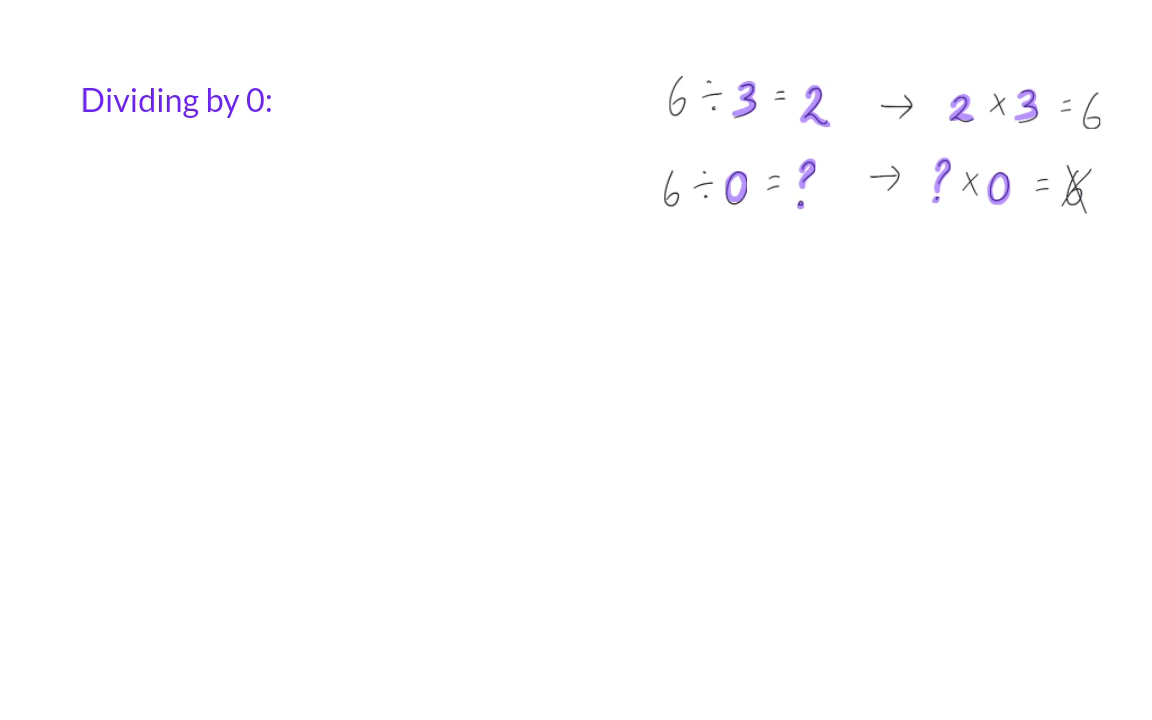 Dividing by 0:
6 ÷ 3 = 2 → 2 × 3 = 6
6 ÷ 0 = ? → ? × 0 = 6